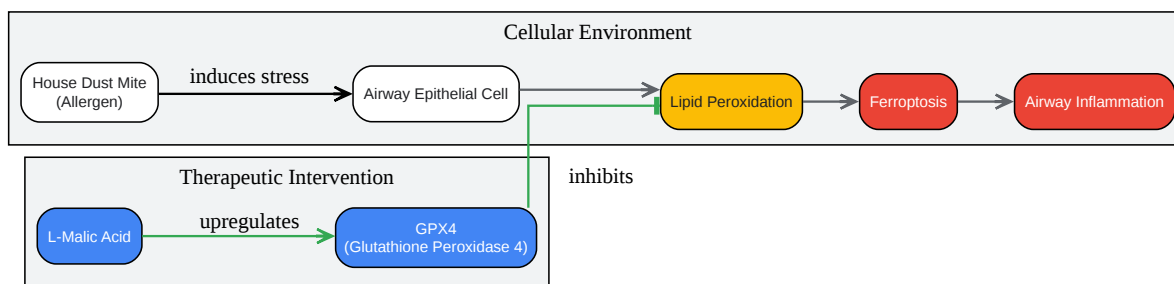 Cellular Environment
House Dust Mite
(Allergen)
induces stress
Airway Epithelial Cell
Lipid Peroxidation
Ferroptosis
Airway Inflammation
Therapeutic Intervention
inhibits
L-Malic Acid
upregulates
GPX4
(Glutathione Peroxidase 4)